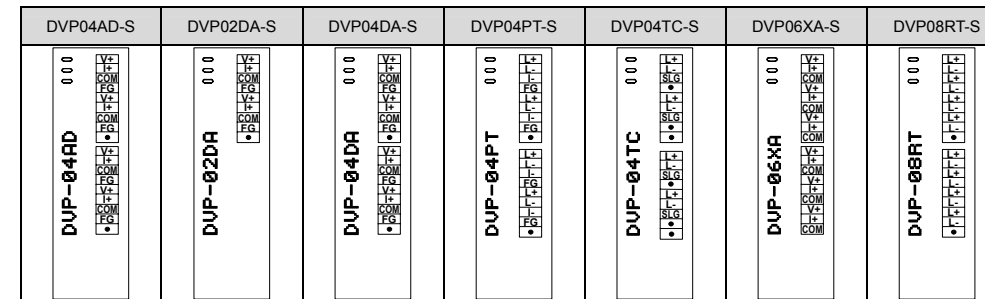 DVP04AD-S DVP02DA-S DVP04DA-S DVP04PT-S DVP04TC-S DVP06XA-S DVP08RT-S
DVP-04AD
V+
I+
COM
FG
V+
I+
COM
FG
•
V+
I+
COM
FG
V+
I+
COM
FG
•
DVP-02DA
V+
I+
COM
FG
V+
I+
COM
FG
•
DVP-04DA
V+
I+
COM
FG
V+
I+
COM
FG
•
V+
I+
COM
FG
V+
I+
COM
FG
•
DVP-04PT
L+
L-
I-
FG
L+
L-
I-
FG
•
L+
L-
I-
FG
L+
L-
I-
FG
•
DVP-04TC
L+
L-
SLG
•
L+
L-
SLG
•
•
L+
L-
SLG
•
L+
L-
SLG
•
•
DVP-06XA
V+
I+
COM
V+
I+
COM
V+
I+
COM
V+
I+
COM
V+
I+
COM
V+
I+
COM
DVP-08RT
L+
L-
L+
L-
L+
L-
L+
L-
•
L+
L-
L+
L-
L+
L-
L+
L-
•